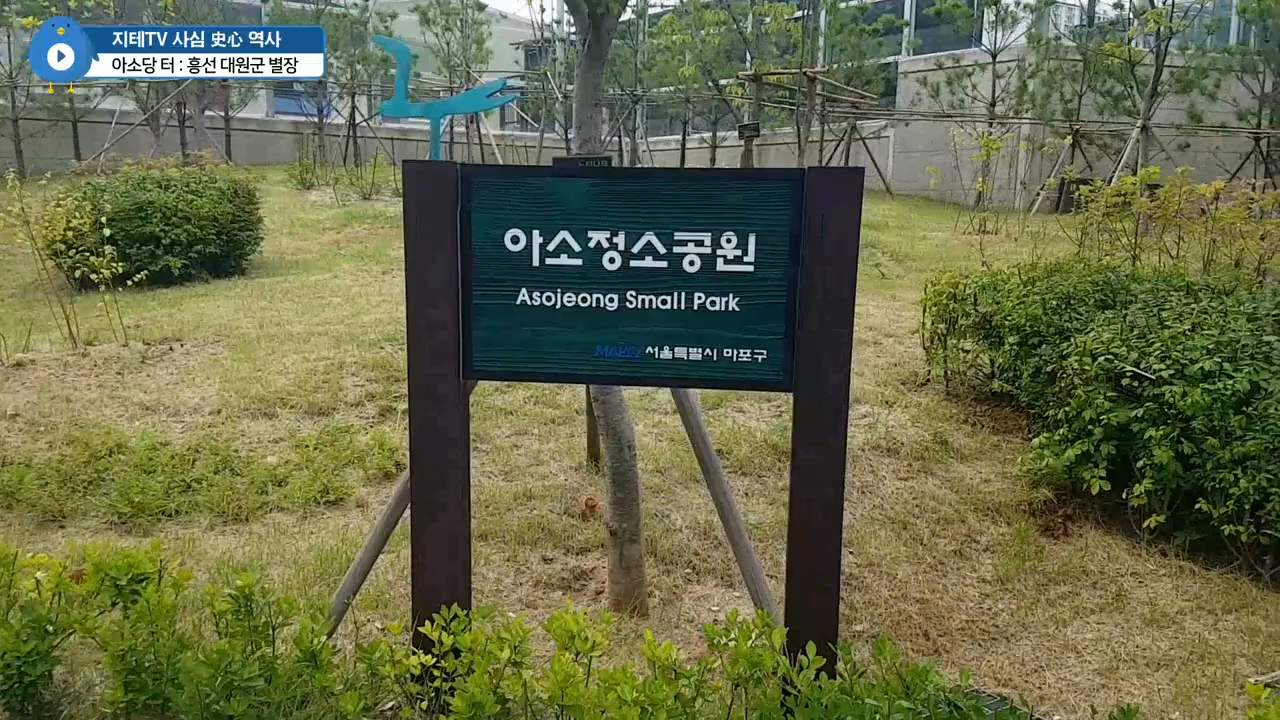 지테TV 사심 史心 역사
아소당 터 : 흥선 대원군 별장
아소정소공원
Asojeong Small Park
MAPO 서울특별시 마포구